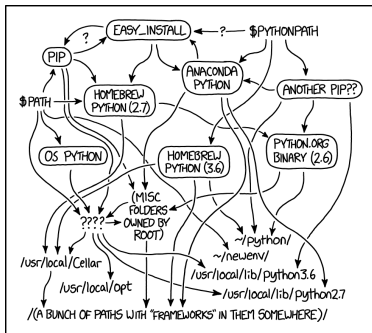 EASY_INSTALL
$PYTHONPATH
?
?
PIP
ANACONDA
PYTHON
ANOTHER PIP??
HOMEBREW
PYTHON (2.7)
$PATH
OS PYTHON
HOMEBREW
PYTHON
(3.6)
PYTHON.ORG
BINARY (2.6)
????
(MISC
FOLDERS
OWNED BY
ROOT)
~/python/
~/newenv/
/usr/local/Cellar
/usr/local/opt
/usr/local/lib/python3.6
/usr/local/lib/python2.7
/(A BUNCH OF PATHS WITH "FRAMEWORKS" IN THEM SOMEWHERE)/